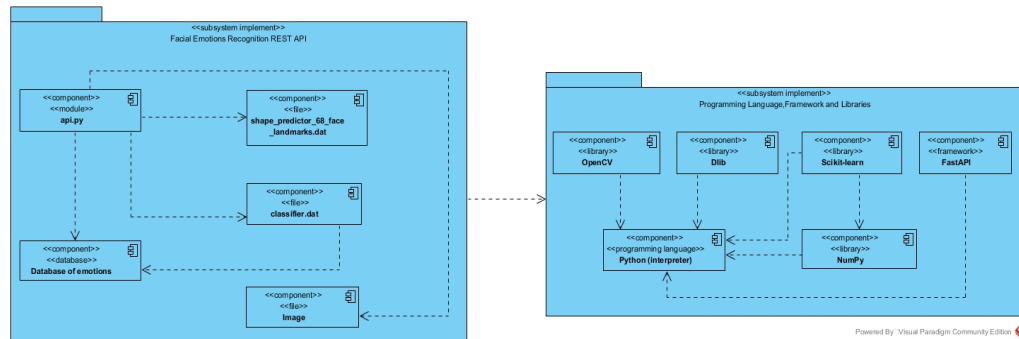 <<subsystem implement>>
Facial Emotions Recognition REST API
<<component>>
<<module>>
api.py
<<component>>
<<file>>
shape_predictor_68_face
_landmarks.dat
<<component>>
<<file>>
classifier.dat
<<component>>
<<database>>
Database of emotions
<<component>>
<<file>>
Image
<<subsystem implement>>
Programming Language,Framework and Libraries
<<component>>
<<library>>
OpenCV
<<component>>
<<library>>
Dlib
<<component>>
<<library>>
Scikit-learn
<<component>>
<<framework>>
FastAPI
<<component>>
<<programming language>>
Python (interpreter)
<<component>>
<<library>>
NumPy
Powered By Visual Paradigm Community Edition